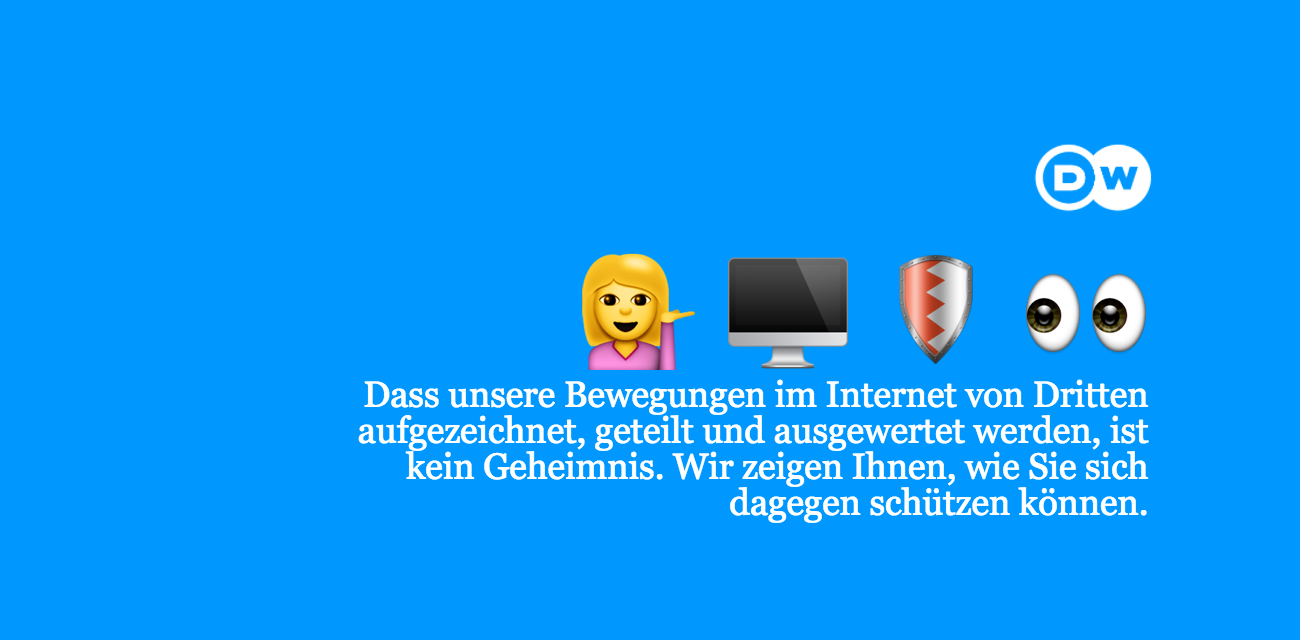 DW
Dass unsere Bewegungen im Internet von Dritten
aufgezeichnet, geteilt und ausgewertet werden, ist
kein Geheimnis. Wir zeigen Ihnen, wie Sie sich
dagegen schützen können.